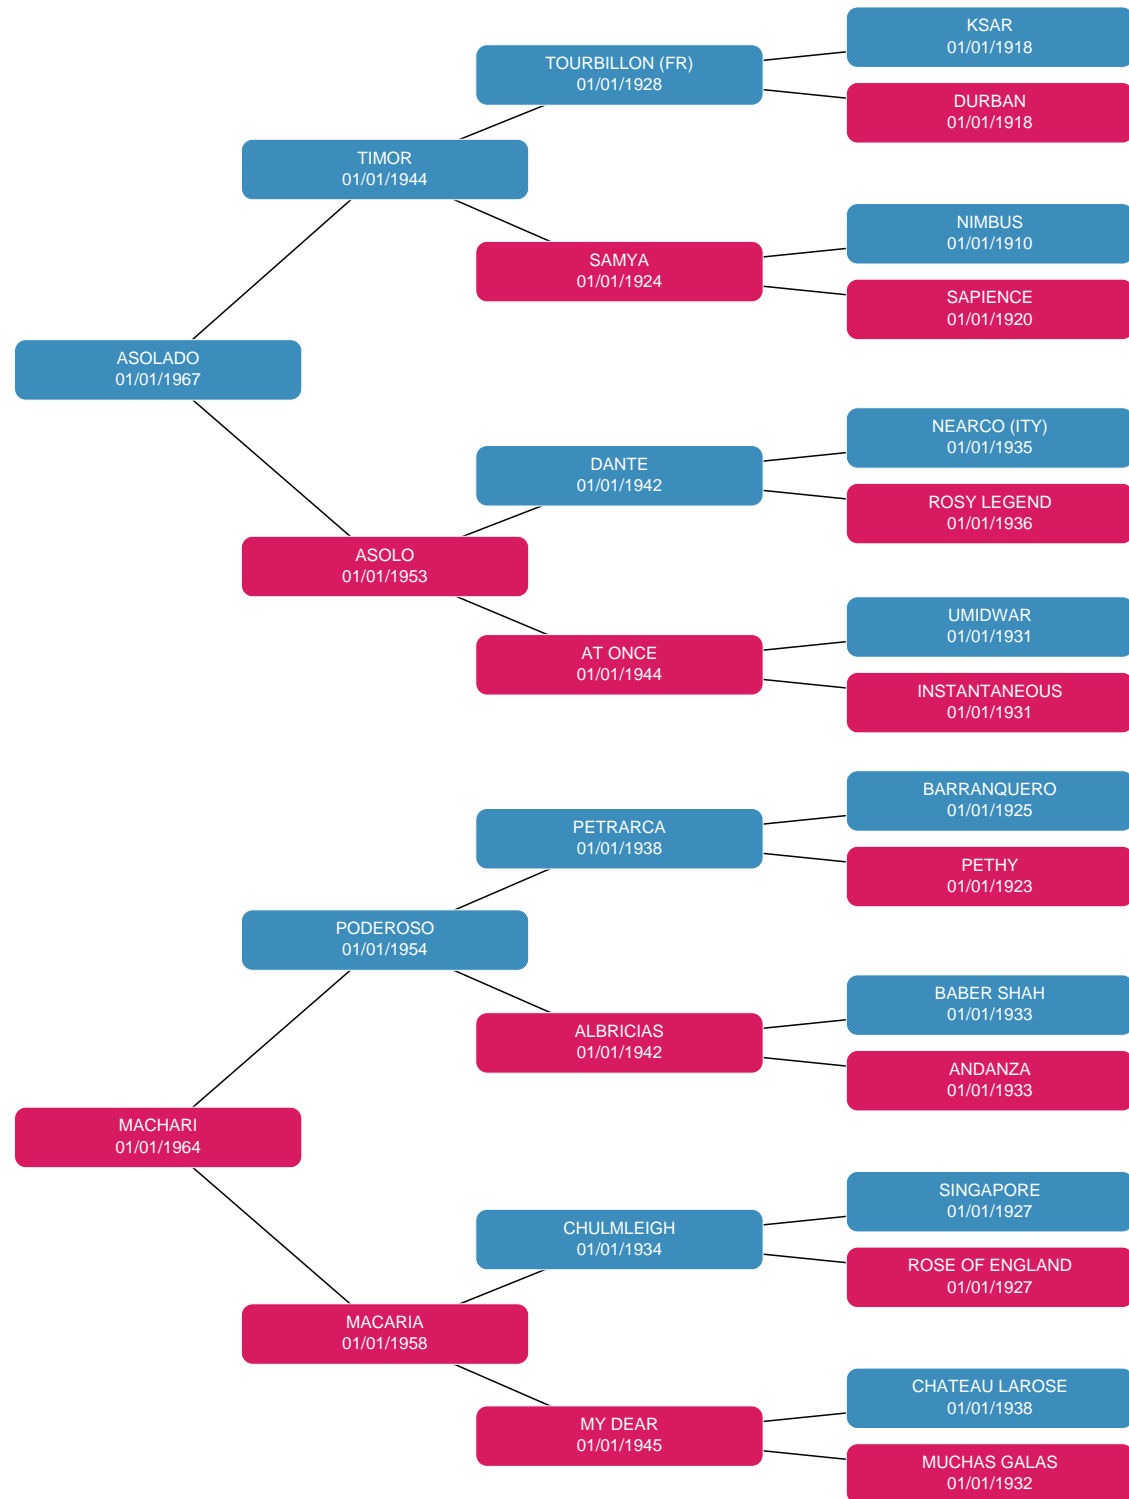 KSAR
01/01/1918
TOURBILLON (FR)
01/01/1928
DURBAN
01/01/1918
TIMOR
01/01/1944
NIMBUS
01/01/1910
SAMYA
01/01/1924
SAPIENCE
01/01/1920
ASOLADO
01/01/1967
NEARCO (ITY)
01/01/1935
DANTE
01/01/1942
ROSY LEGEND
01/01/1936
ASOLO
01/01/1953
UMIDWAR
01/01/1931
AT ONCE
01/01/1944
INSTANTANEOUS
01/01/1931
BARRANQUERO
01/01/1925
PETRARCA
01/01/1938
PETHY
01/01/1923
PODEROSO
01/01/1954
BABER SHAH
01/01/1933
ALBRICIAS
01/01/1942
ANDANZA
01/01/1933
MACHARI
01/01/1964
SINGAPORE
01/01/1927
CHULMLEIGH
01/01/1934
ROSE OF ENGLAND
01/01/1927
MACARIA
01/01/1958
CHATEAU LAROSE
01/01/1938
MY DEAR
01/01/1945
MUCHAS GALAS
01/01/1932